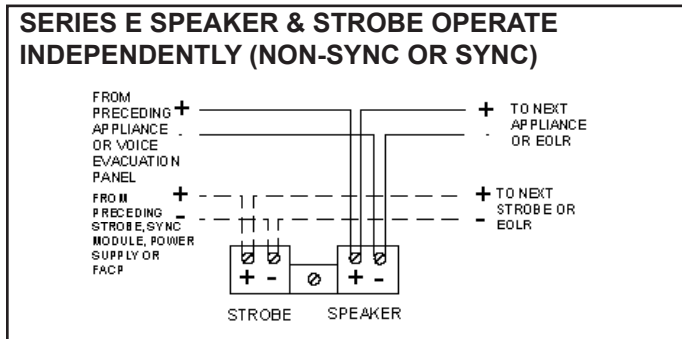 SERIES E SPEAKER & STROBE OPERATE
INDEPENDENTLY (NON-SYNC OR SYNC)
FROM
PRECEDING +
APPLIANCE -
OR VOICE
EVACUATION
PANEL
+ TO NEXT
- APPLIANCE
OR EOLR
FROM +
PRECEDING -
STROBE, SYNC
MODULE, POWER
SUPPLY OR
FACP
+ TO NEXT
STROBE OR
- EOLR
+ - + -
STROBE SPEAKER